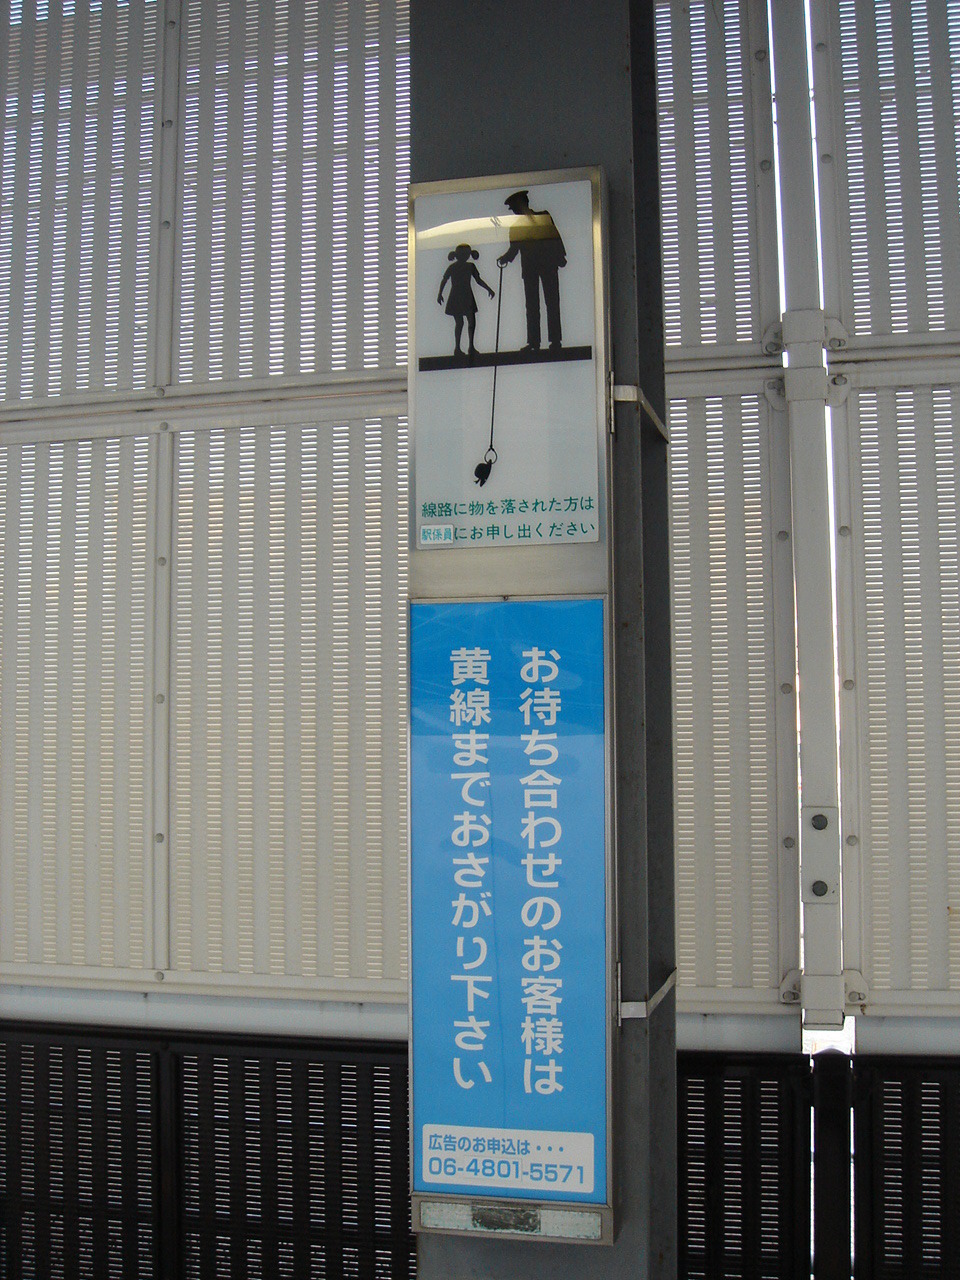 線路に物を落された方は
駅係員にお申し出ください
お待ち合わせのお客様は
黄線までおさがり下さい
広告のお申込は・・・
06-4801-5571